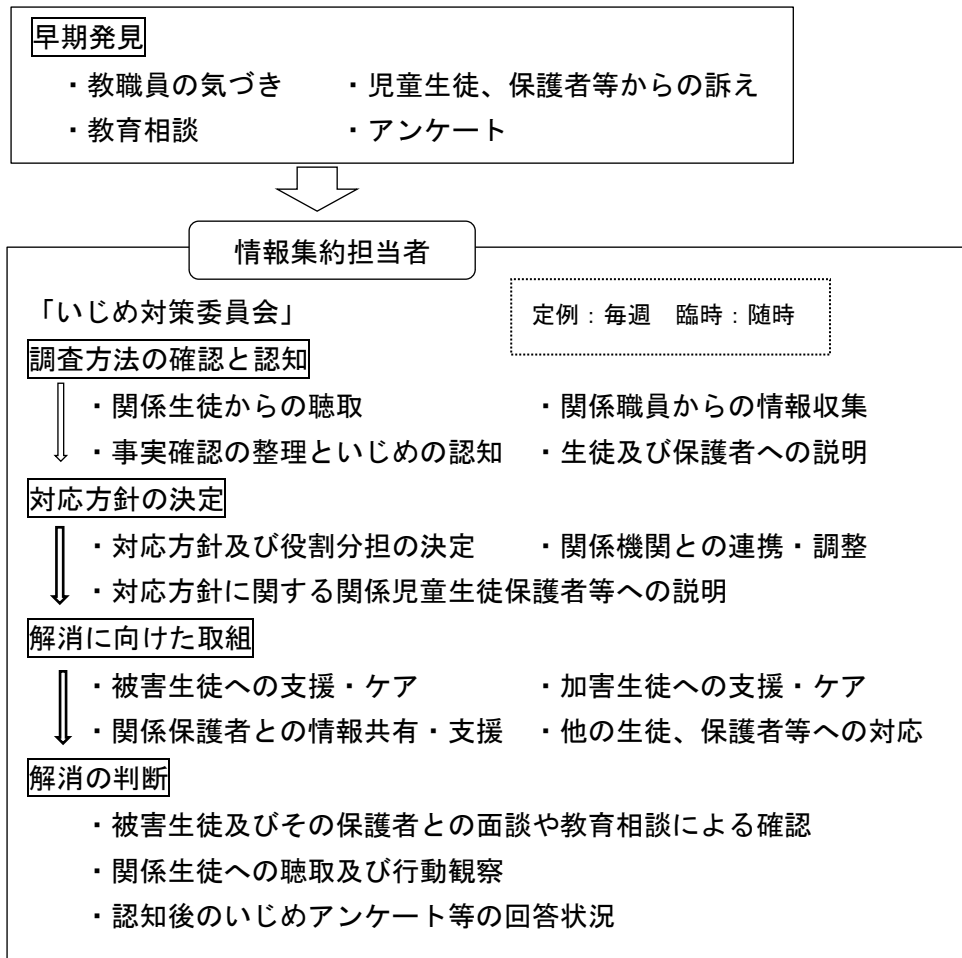 早期発見
・教職員の気づき　　・児童生徒、保護者等からの訴え
・教育相談　　・アンケート
情報集約担当者
「いじめ対策委員会」　　定例：毎週　臨時：随時
調査方法の確認と認知
・関係生徒からの聴取　　・関係職員からの情報収集
・事実確認の整理といじめの認知　・生徒及び保護者への説明
対応方針の決定
・対応方針及び役割分担の決定　　・関係機関との連携・調整
・対応方針に関する関係児童生徒保護者等への説明
解消に向けた取組
・被害生徒への支援・ケア　　・加害生徒への支援・ケア
・関係保護者との情報共有・支援　・他の生徒、保護者等への対応
解消の判断
・被害生徒及びその保護者との面談や教育相談による確認
・関係生徒への聴取及び行動観察
・認知後のいじめアンケート等の回答状況